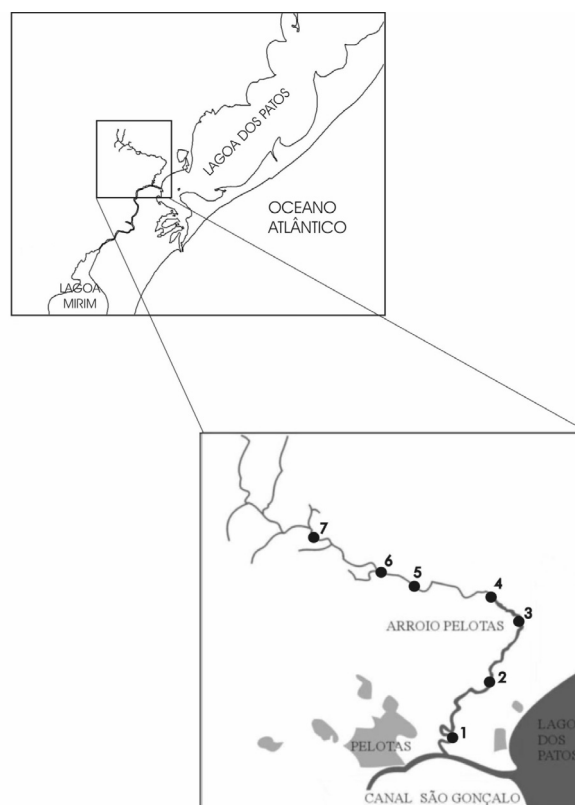 LAGOA DOS PATOS
OCEANO
ATLÂNTICO
LAGOA
MIRIM
7
6
5
4
3
ARROIO PELOTAS
2
1
LAGOA
DOS
PATOS
PELOTAS
CANAL SÃO GONÇALO